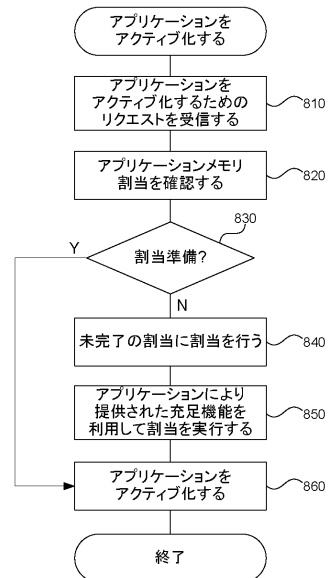 アプリケーションを
アクティブ化する
アプリケーションを
アクティブ化するための
リクエストを受信する
810
アプリケーションメモリ
割当を確認する
820
830
割当準備?
Y
N
未完了の割当に割当を行う
840
アプリケーションにより
提供された充足機能を
利用して割当を実行する
850
アプリケーションを
アクティブ化する
860
終了